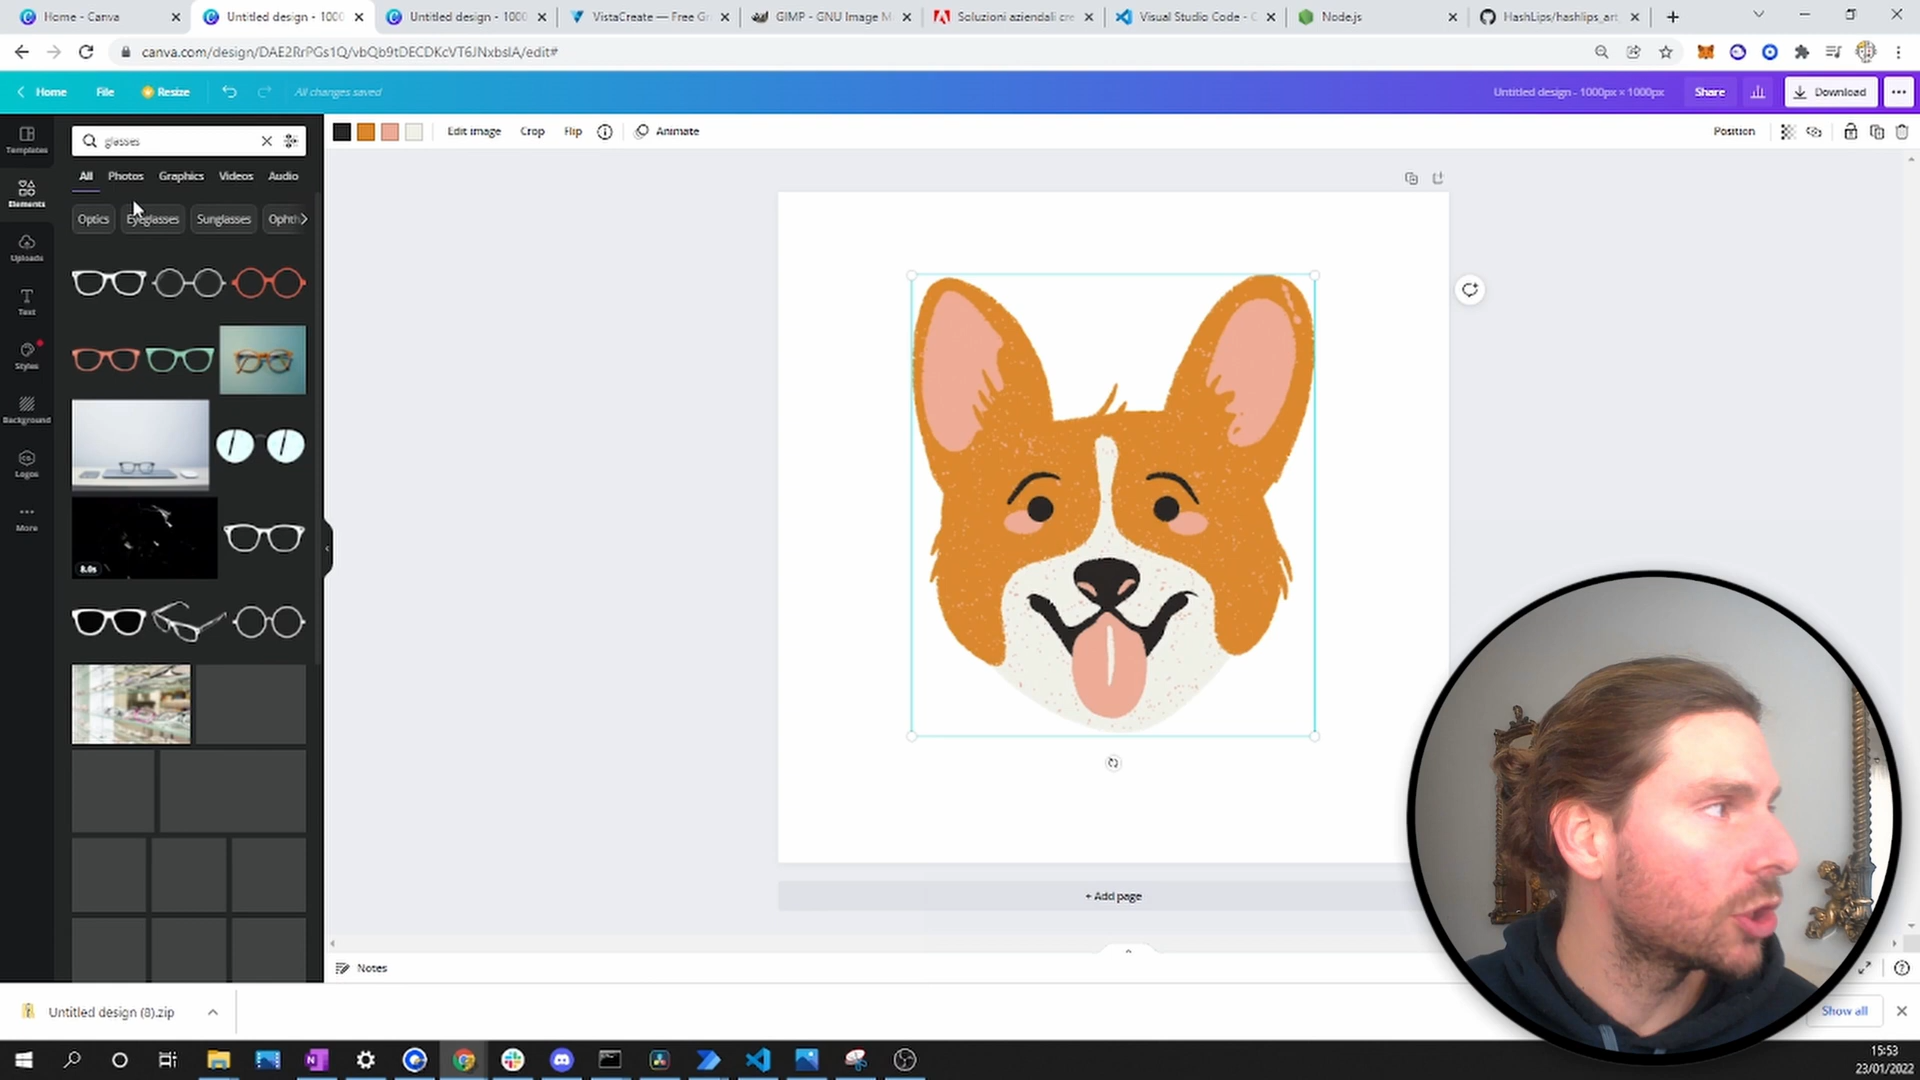 Home - Canva
Untitled design - 1000
Untitled design - 1000
VistaCreate — Free Gr
GIMP - GNU Image M
Soluzioni aziendali cre
Visual Studio Code - C
Node.js
HashLips/hashlips_art
canva.com/design/DAE2RrPGs1Q/vbQb9tDECDKcVT6JNxbslA/edit#
Home
File
Resize
All changes saved
Untitled design - 1000px × 1000px
Share
Download
glasses
Edit image
Crop
Flip
Animate
Position
Templates
Elements
Uploads
Text
Styles
Background
Logos
More
All
Photos
Graphics
Videos
Audio
Optics
Eyeglasses
Sunglasses
Ophth
8.0s
+ Add page
Notes
Untitled design (8).zip
Show all
15:53
23/01/2022